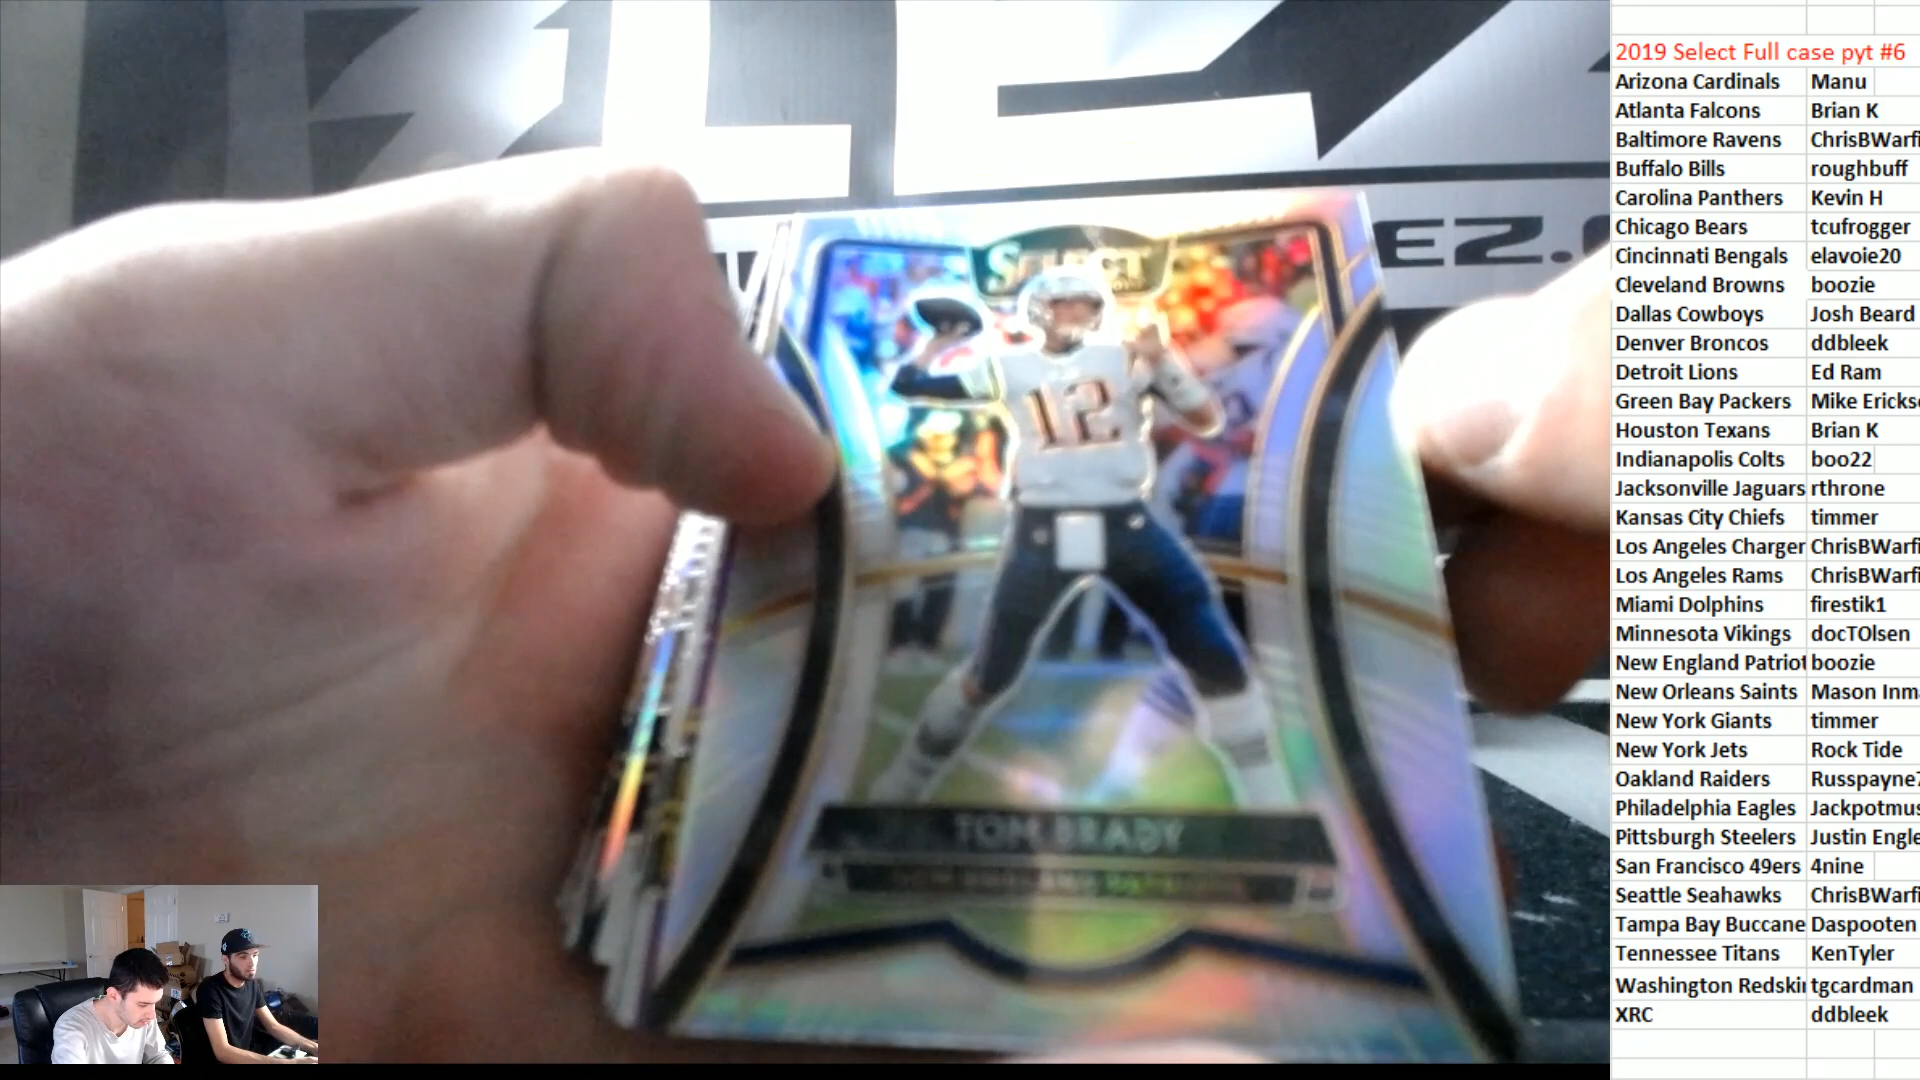 EZ.
SELECT
12
TOM BRADY
2019 Select Full case pyt #6
Arizona Cardinals Manu
Atlanta Falcons Brian K
Baltimore Ravens ChrisBWarfi
Buffalo Bills roughbuff
Carolina Panthers Kevin H
Chicago Bears tcufrogger
Cincinnati Bengals elavoie20
Cleveland Browns boozie
Dallas Cowboys Josh Beard
Denver Broncos ddbleek
Detroit Lions Ed Ram
Green Bay Packers Mike Erickso
Houston Texans Brian K
Indianapolis Colts boo22
Jacksonville Jaguars rthrone
Kansas City Chiefs timmer
Los Angeles Charger ChrisBWarfi
Los Angeles Rams ChrisBWarfi
Miami Dolphins firestik1
Minnesota Vikings docTOlsen
New England Patriot boozie
New Orleans Saints Mason Inma
New York Giants timmer
New York Jets Rock Tide
Oakland Raiders Russpayne7
Philadelphia Eagles Jackpotmus
Pittsburgh Steelers Justin Engle
San Francisco 49ers 4nine
Seattle Seahawks ChrisBWarfi
Tampa Bay Buccane Daspooten
Tennessee Titans KenTyler
Washington Redskin tgcardman
XRC ddbleek